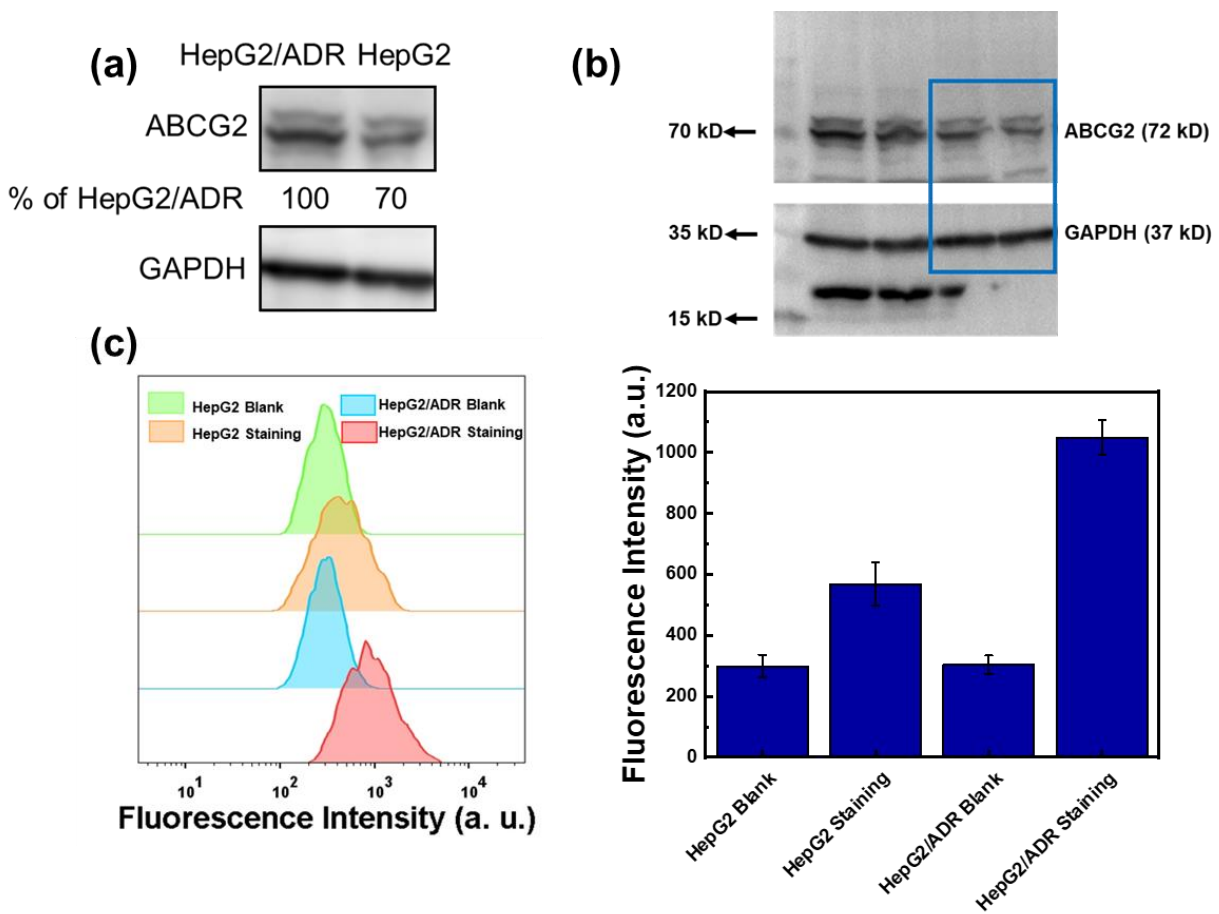 (a)
HepG2/ADR HepG2
ABCG2
% of HepG2/ADR 100 70
GAPDH
(b)
70 kD
ABCG2 (72 kD)
35 kD
GAPDH (37 kD)
15 kD
(c)
HepG2 Blank
HepG2/ADR Blank
HepG2 Staining
HepG2/ADR Staining
10¹ 10² 10³ 10⁴
Fluorescence Intensity (a. u.)
Fluorescence Intensity (a.u.)
1200
1000
800
600
400
200
0
HepG2 Blank
HepG2 Staining
HepG2/ADR Blank
HepG2/ADR Staining